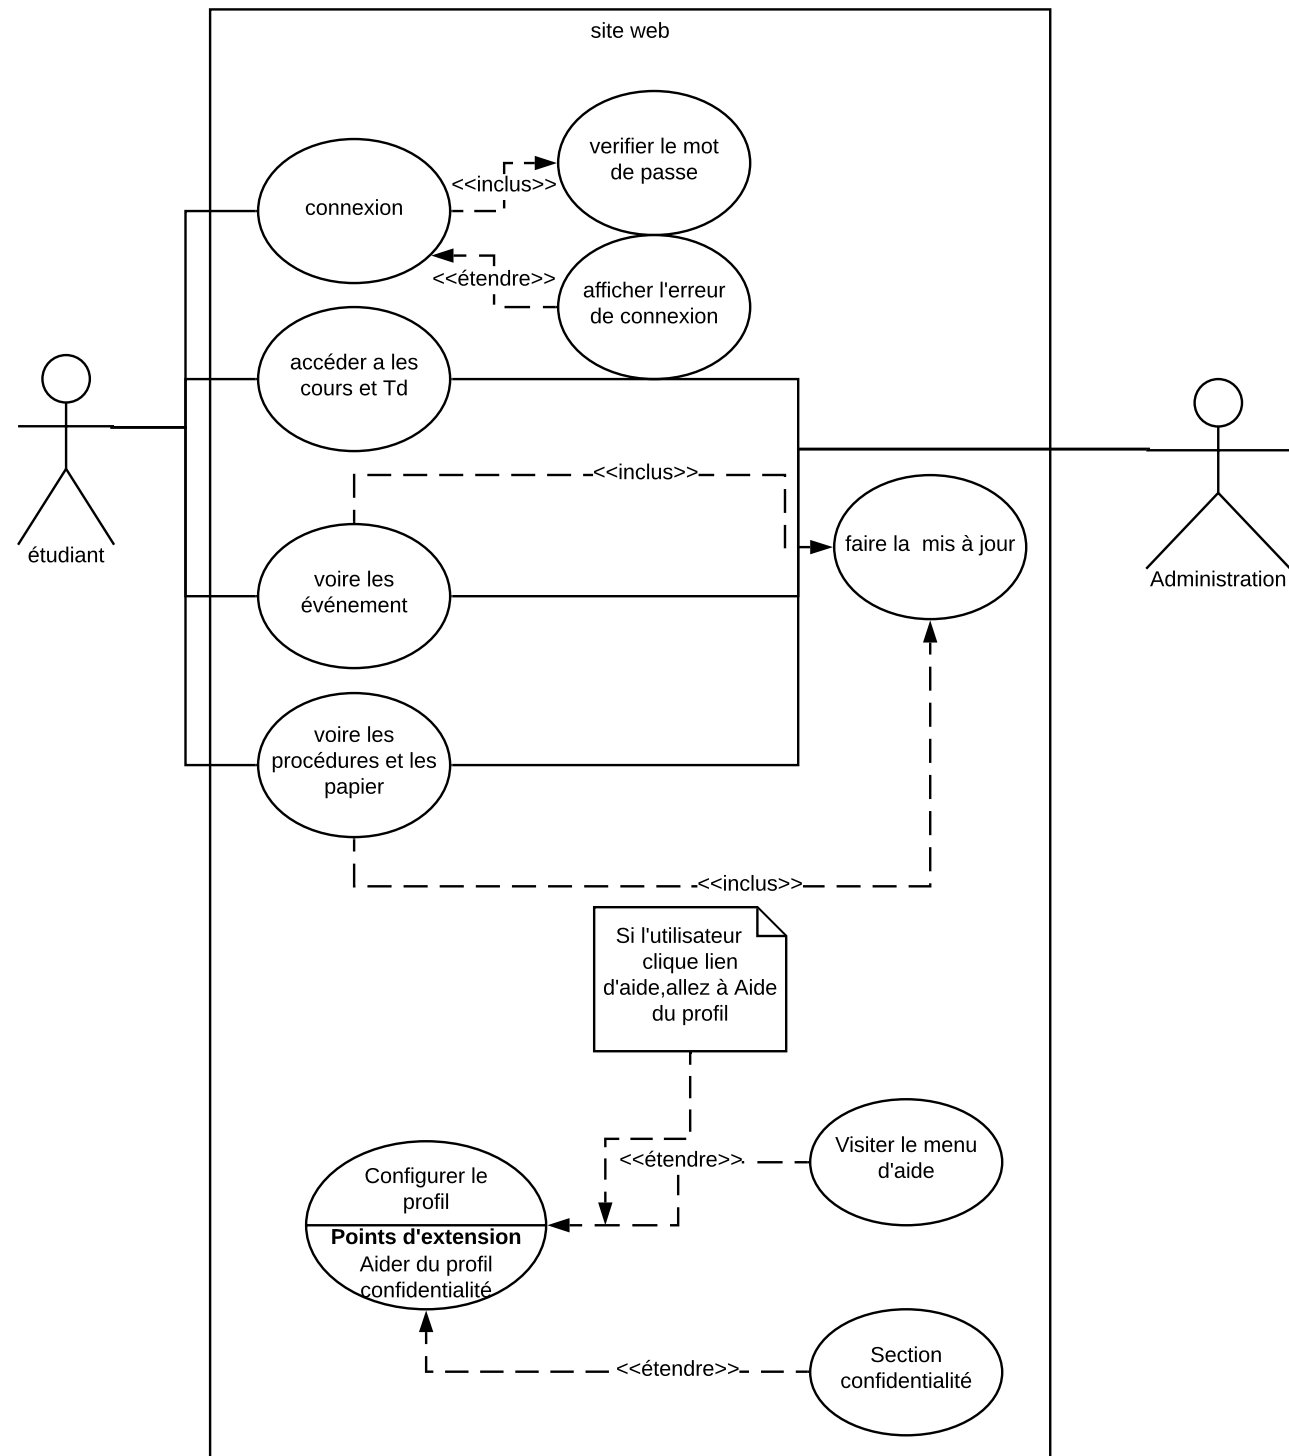 site web
verifier le mot
de passe
connexion
<<inclus>>
<<étendre>>
afficher l'erreur
de connexion
accéder a les
cours et Td
<<inclus>>
étudiant
faire la  mis à jour
Administration
voire les
événement
voire les
procédures et les
papier
<<inclus>>
Si l'utilisateur
clique lien
d'aide,allez à Aide
du profil
Visiter le menu
d'aide
<<étendre>>
Configurer le
profil
Points d'extension
Aider du profil
confidentialité
Section
confidentialité
<<étendre>>